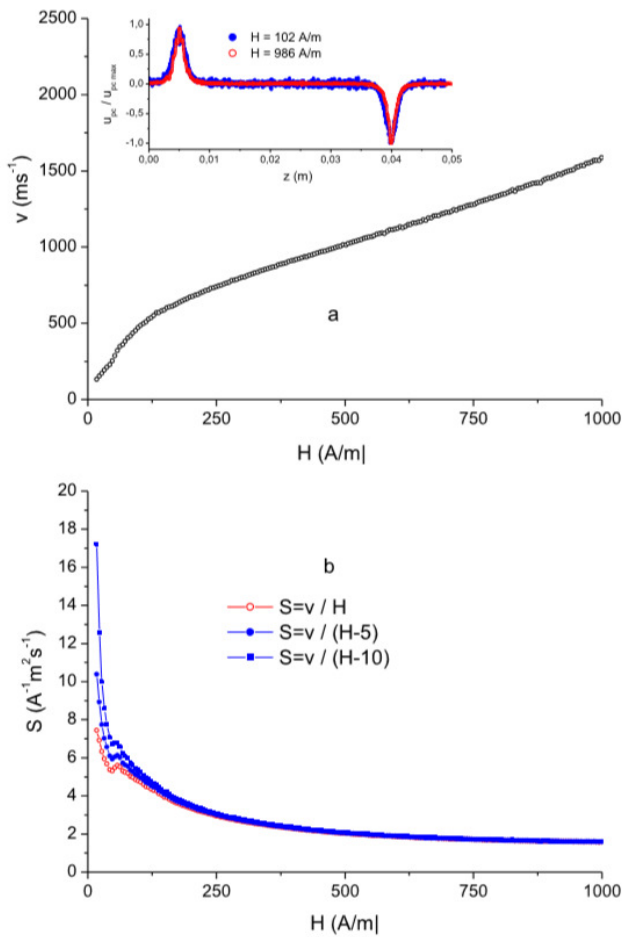 2500
2000
1500
1000
500
0
v (ms⁻¹)
0
250
500
750
1000
H (A/m|
a
1,0
0,5
0,0
-0,5
-1,0
u_pc / u_pc max
H = 102 A/m
H = 986 A/m
0,00
0,01
0,02
0,03
0,04
0,05
z (m)
20
18
16
14
12
10
8
6
4
2
0
S (A⁻¹m²s⁻¹)
b
S=v / H
S=v / (H-5)
S=v / (H-10)
0
250
500
750
1000
H (A/m|